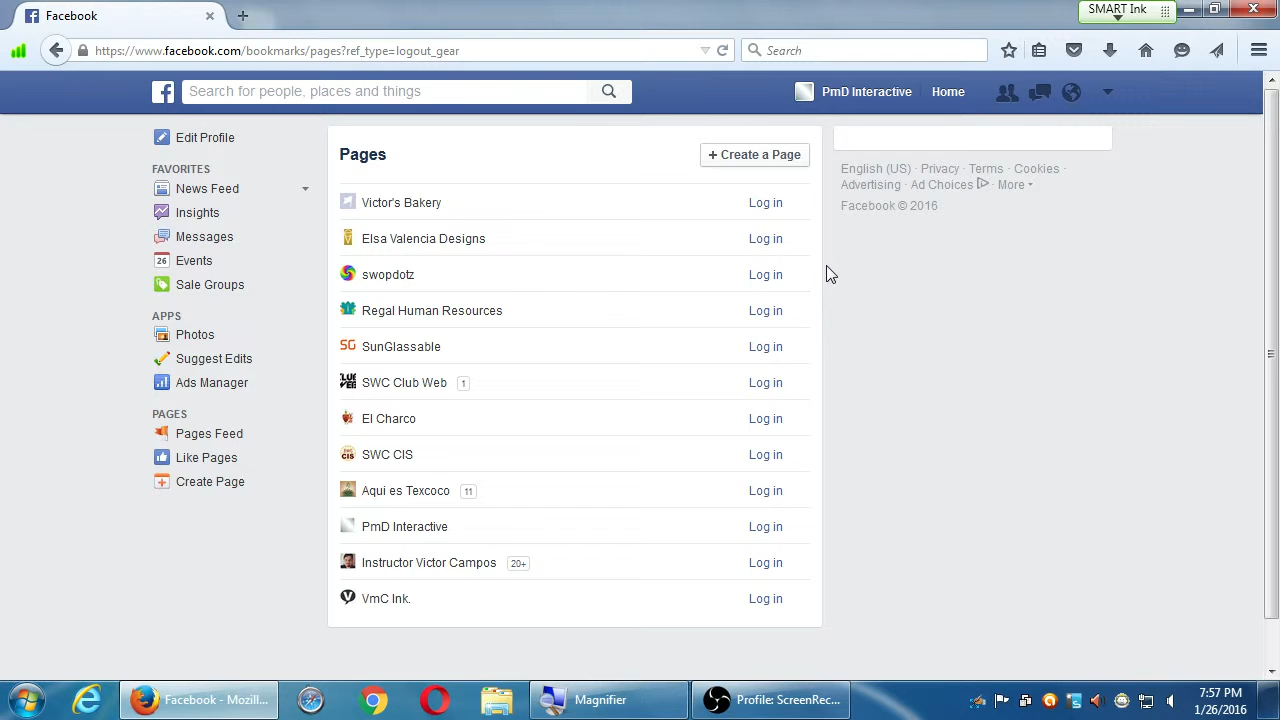 Facebook
SMART Ink
https://www.facebook.com/bookmarks/pages?ref_type=logout_gear
Search
Search for people, places and things
PmD Interactive
Home
Edit Profile
FAVORITES
News Feed
Insights
Messages
26 Events
Sale Groups
APPS
Photos
Suggest Edits
Ads Manager
PAGES
Pages Feed
Like Pages
Create Page
Pages
+ Create a Page
Victor's Bakery Log in
Elsa Valencia Designs Log in
swopdotz Log in
Regal Human Resources Log in
SG SunGlassable Log in
SWC Club Web 1 Log in
El Charco Log in
SWC CIS SWC CIS Log in
Aqui es Texcoco 11 Log in
PmD Interactive Log in
Instructor Victor Campos 20+ Log in
VmC Ink. Log in
English (US) · Privacy · Terms · Cookies ·
Advertising · Ad Choices · More
Facebook © 2016
Facebook - Mozill...
Magnifier
Profile: ScreenRec...
7:57 PM
1/26/2016